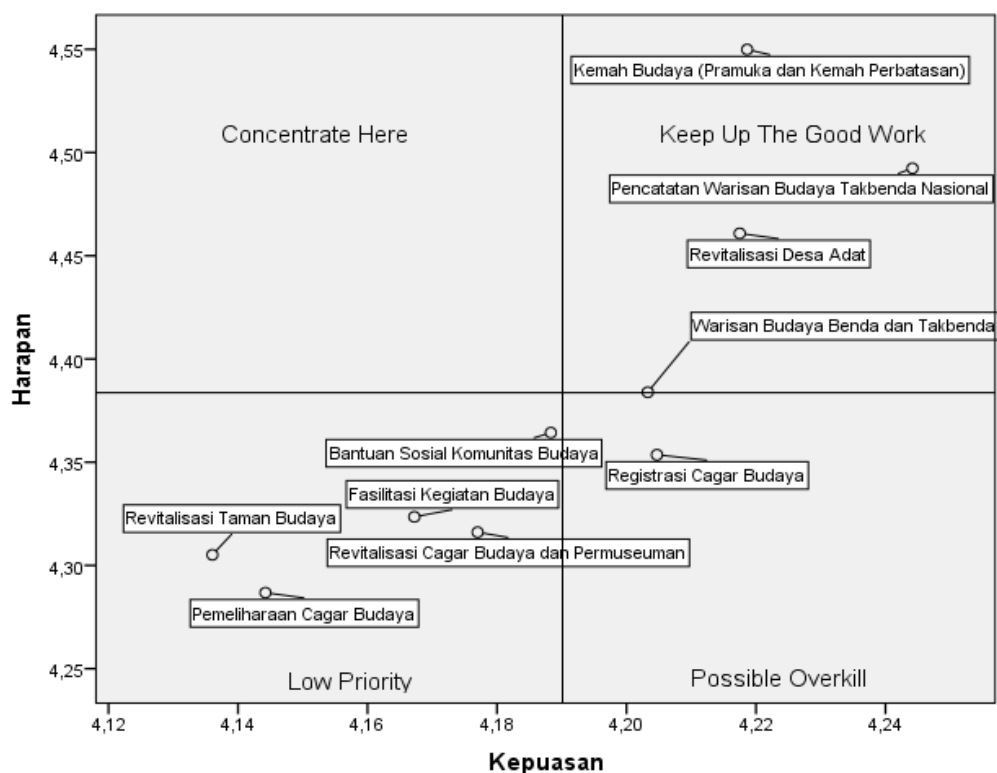 4,55
Kemah Budaya (Pramuka dan Kemah Perbatasan)
Concentrate Here
Keep Up The Good Work
4,50
Pencatatan Warisan Budaya Takbenda Nasional
4,45
Revitalisasi Desa Adat
Harapan
Warisan Budaya Benda dan Takbenda
4,40
Bantuan Sosial Komunitas Budaya
4,35
Registrasi Cagar Budaya
Fasilitasi Kegiatan Budaya
Revitalisasi Taman Budaya
Revitalisasi Cagar Budaya dan Permuseuman
4,30
Pemeliharaan Cagar Budaya
4,25
Low Priority
Possible Overkill
4,12
4,14
4,16
4,18
4,20
4,22
4,24
Kepuasan